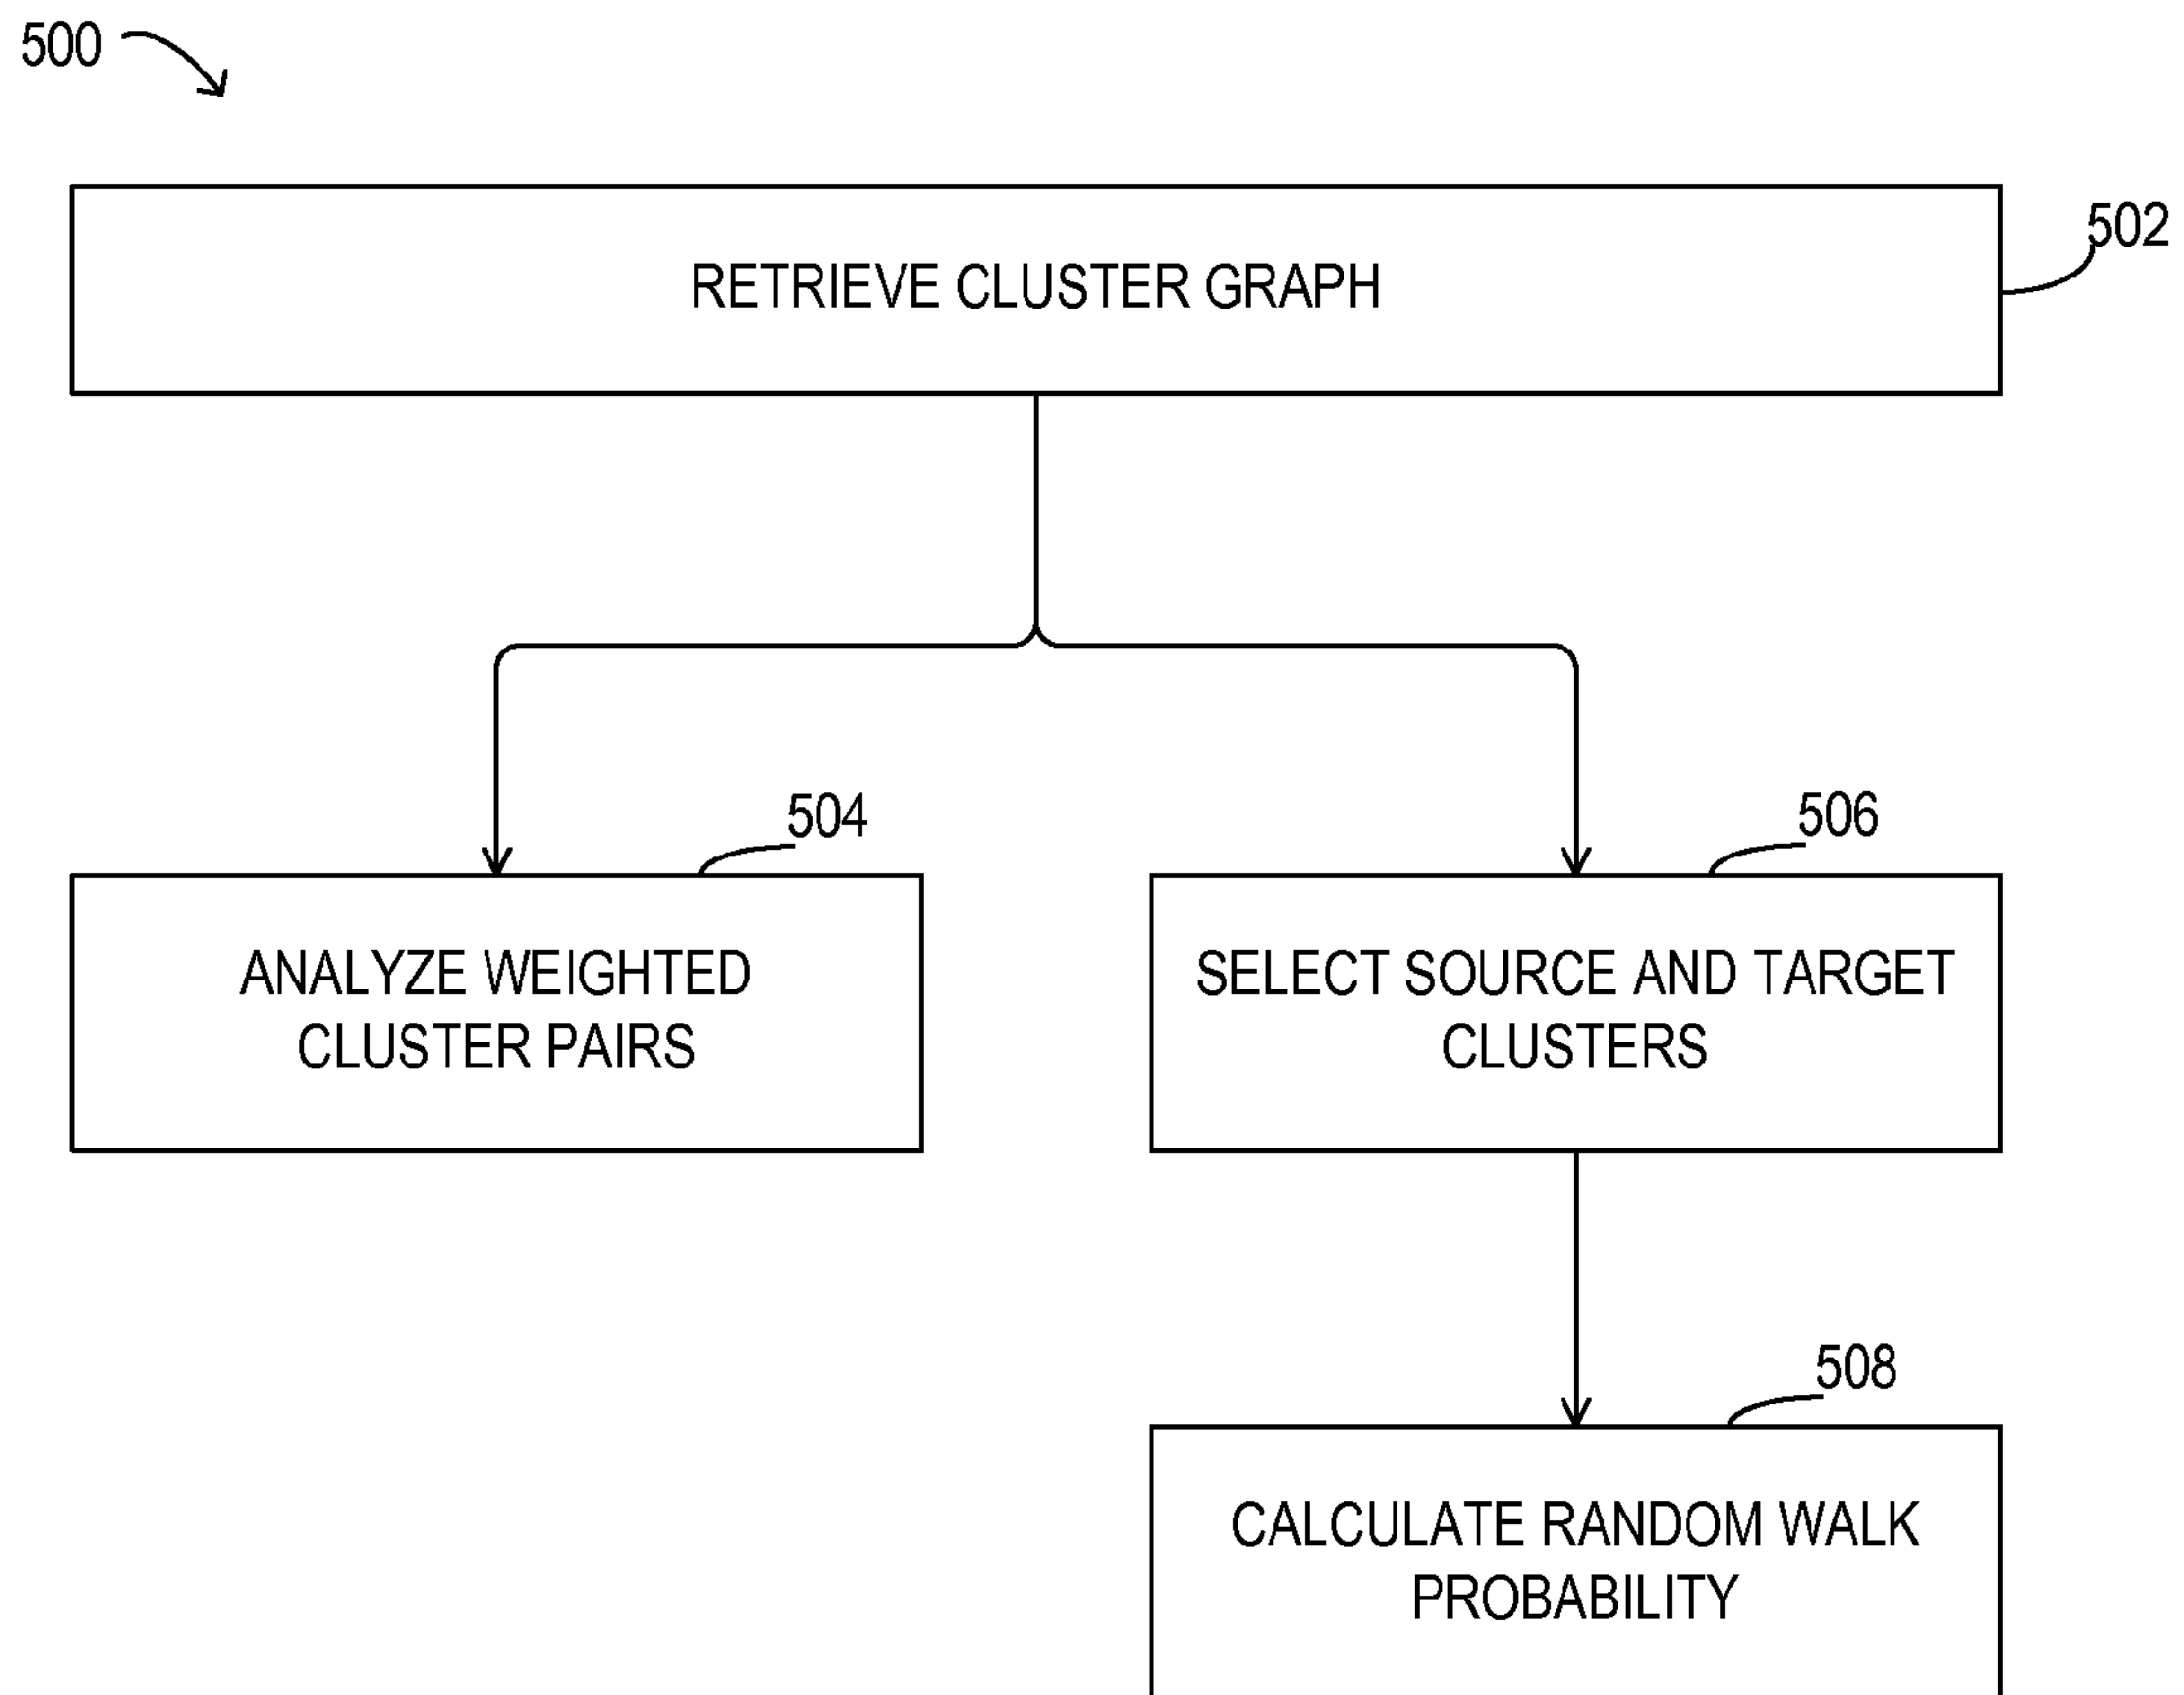 500
502
RETRIEVE CLUSTER GRAPH
504
506
ANALYZE WEIGHTED
CLUSTER PAIRS
SELECT SOURCE AND TARGET
CLUSTERS
508
CALCULATE RANDOM WALK
PROBABILITY